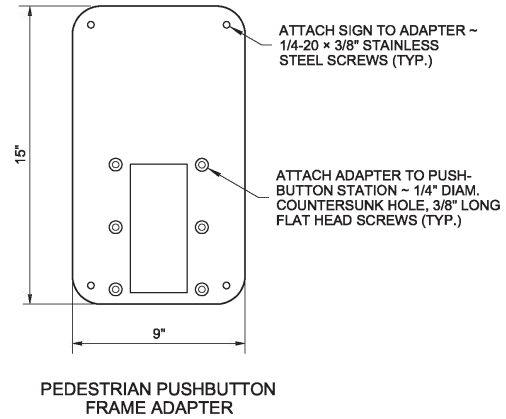 ATTACH SIGN TO ADAPTER ~
1/4-20 × 3/8" STAINLESS
STEEL SCREWS (TYP.)
15"
ATTACH ADAPTER TO PUSH-
BUTTON STATION ~ 1/4" DIAM.
COUNTERSUNK HOLE, 3/8" LONG
FLAT HEAD SCREWS (TYP.)
9"
PEDESTRIAN PUSHBUTTON
FRAME ADAPTER